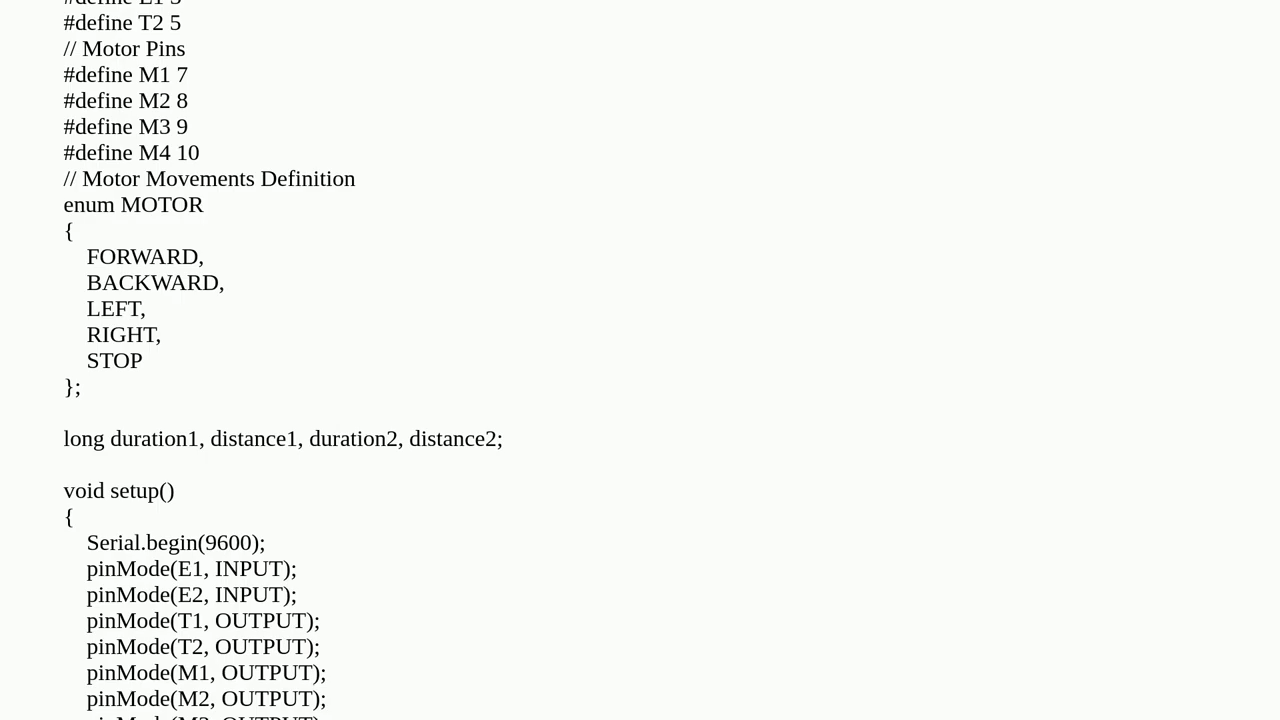 #define T2 5
// Motor Pins
#define M1 7
#define M2 8
#define M3 9
#define M4 10
// Motor Movements Definition
enum MOTOR
{
    FORWARD,
    BACKWARD,
    LEFT,
    RIGHT,
    STOP
};
long duration1, distance1, duration2, distance2;
void setup()
{
    Serial.begin(9600);
    pinMode(E1, INPUT);
    pinMode(E2, INPUT);
    pinMode(T1, OUTPUT);
    pinMode(T2, OUTPUT);
    pinMode(M1, OUTPUT);
    pinMode(M2, OUTPUT);